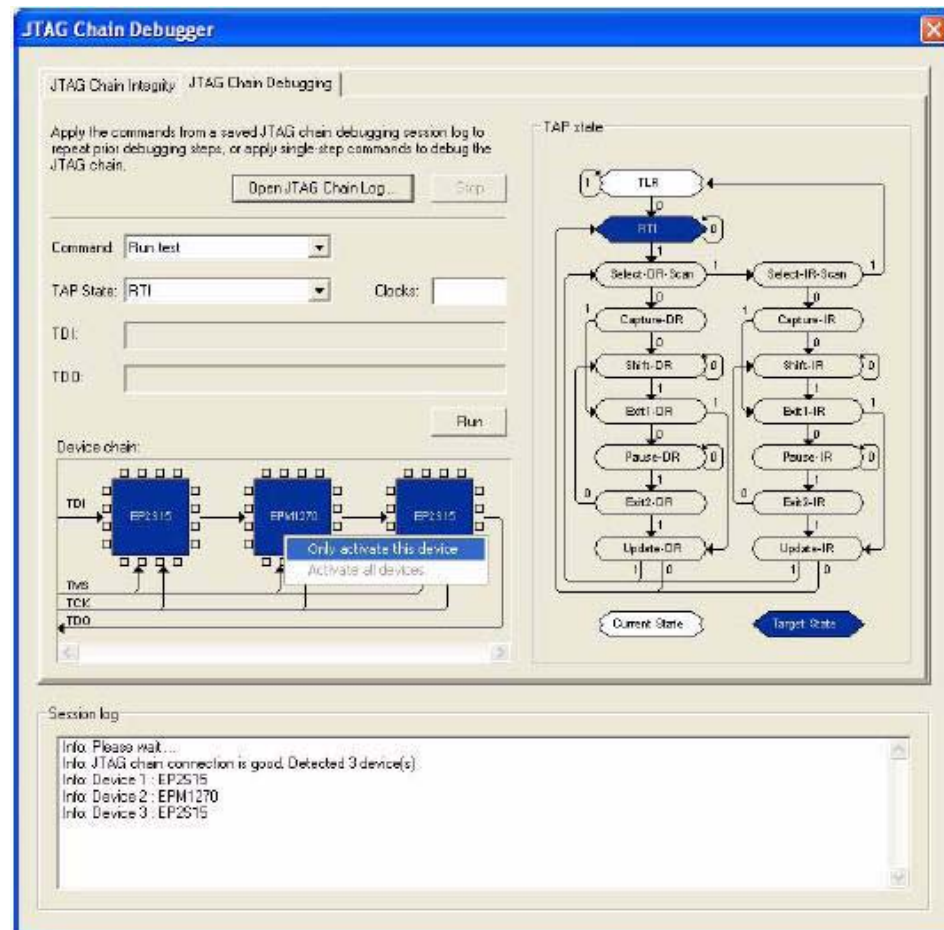 JTAG Chain Debugger
JTAG Chain Integrity
JTAG Chain Debugging
Apply the commands from a saved JTAG chain debugging session log to
repeat prior debugging steps, or apply single-step commands to debug the
JTAG chain.
Open JTAG Chain Log...
Stop
Command:
Run test
TAP State:
RTI
Clocks:
TDI:
TDO:
Run
Device chain:
TDI
EP2S15
EPM1270
EP2S15
Only activate this device
Activate all devices
TMS
TCK
TDO
TAP state
1
TLR
0
RTI
0
1
Select-DR-Scan
1
Select-IR-Scan
1
0
0
1
Capture-DR
1
Capture-IR
0
0
Shift-DR
0
Shift-IR
0
1
1
Exit1-DR
1
Exit1-IR
1
0
0
Pause-DR
0
Pause-IR
0
1
1
0
Exit2-DR
0
Exit2-IR
1
1
Update-DR
Update-IR
1
0
1
0
Current State
Target State
Session log
Info: Please wait...
Info: JTAG chain connection is good. Detected 3 device(s)
Info: Device 1 : EP2S15
Info: Device 2 : EPM1270
Info: Device 3 : EP2S15